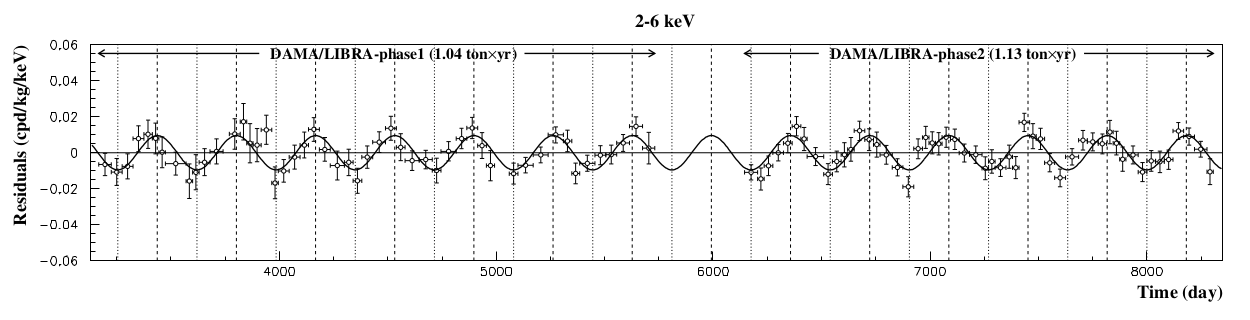 2-6 keV
Residuals (cpd/kg/keV)
DAMA/LIBRA-phase1 (1.04 ton×yr)
DAMA/LIBRA-phase2 (1.13 ton×yr)
0.06
0.04
0.02
0
−0.02
−0.04
−0.06
4000 5000 6000 7000 8000
Time (day)